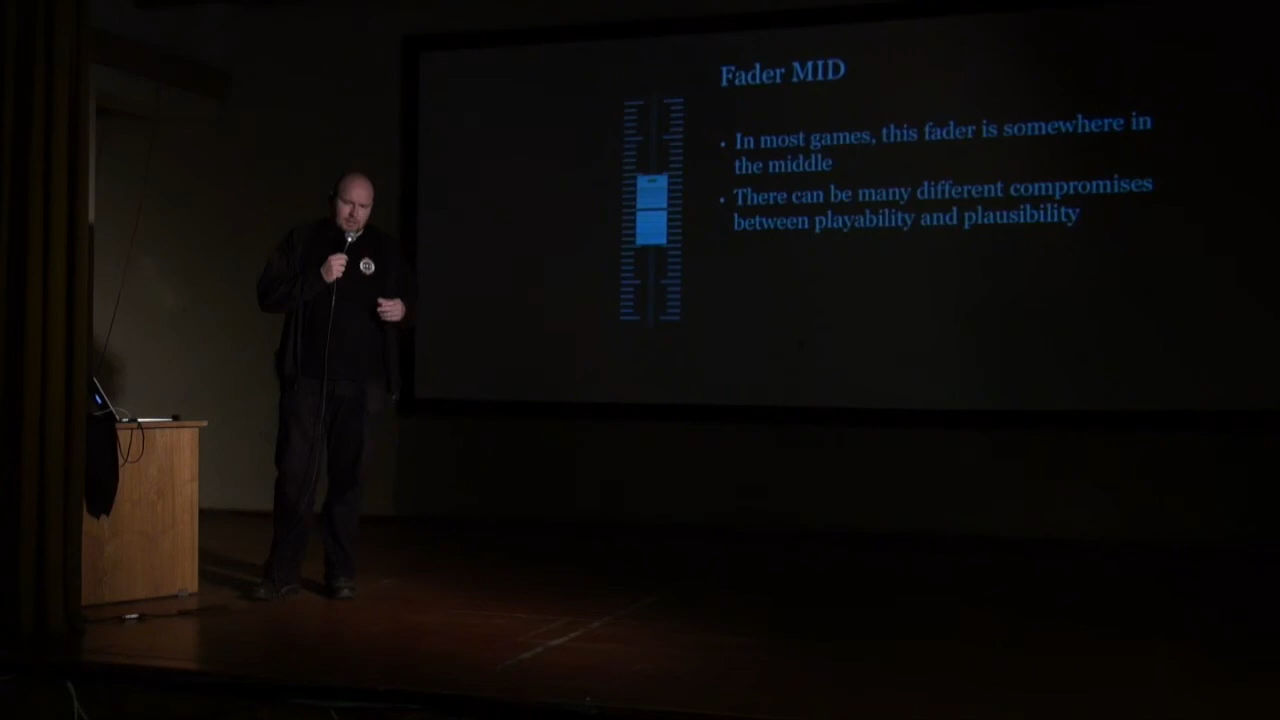 Fader MID
• In most games, this fader is somewhere in
the middle
• There can be many different compromises
between playability and plausibility